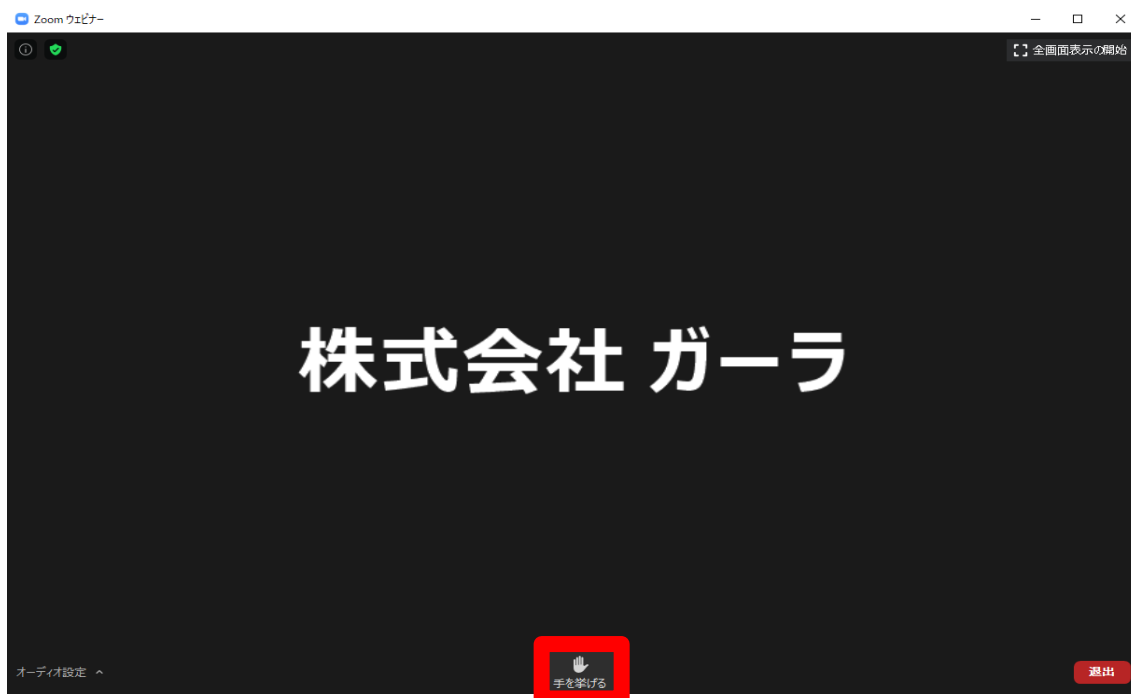 Zoom ウェビナー
全画面表示の開始
株式会社 ガーラ
オーディオ設定
手を挙げる
退出